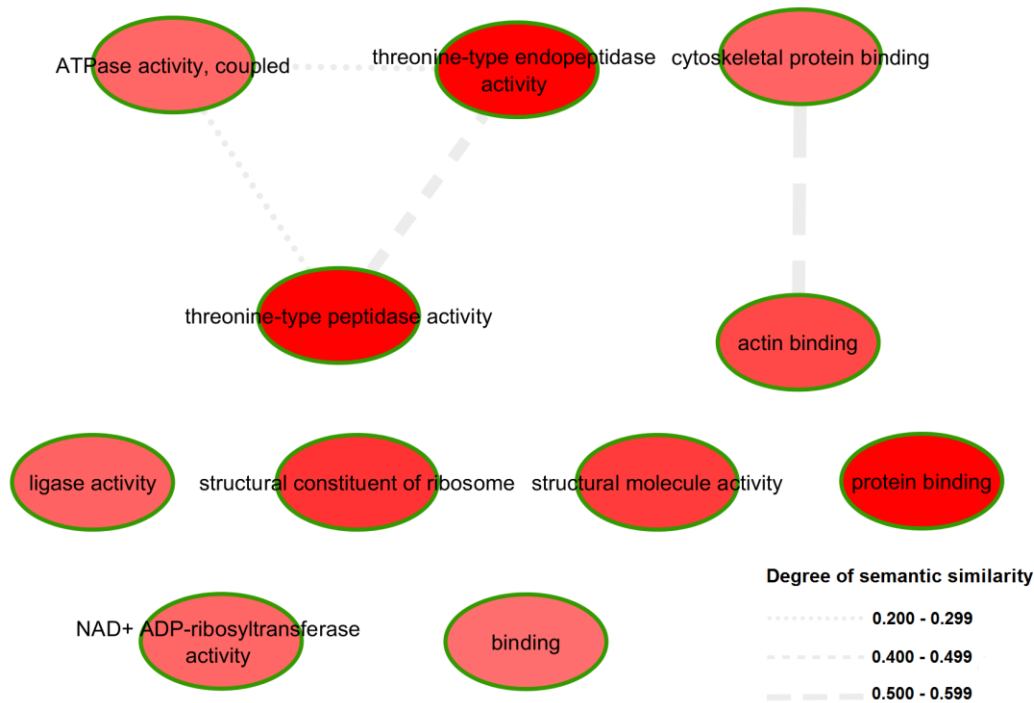 ATPase activity, coupled
threonine-type endopeptidase
activity
cytoskeletal protein binding
threonine-type peptidase activity
actin binding
ligase activity
structural constituent of ribosome
structural molecule activity
protein binding
NAD+ ADP-ribosyltransferase
activity
binding
Degree of semantic similarity
0.200 - 0.299
0.400 - 0.499
0.500 - 0.599